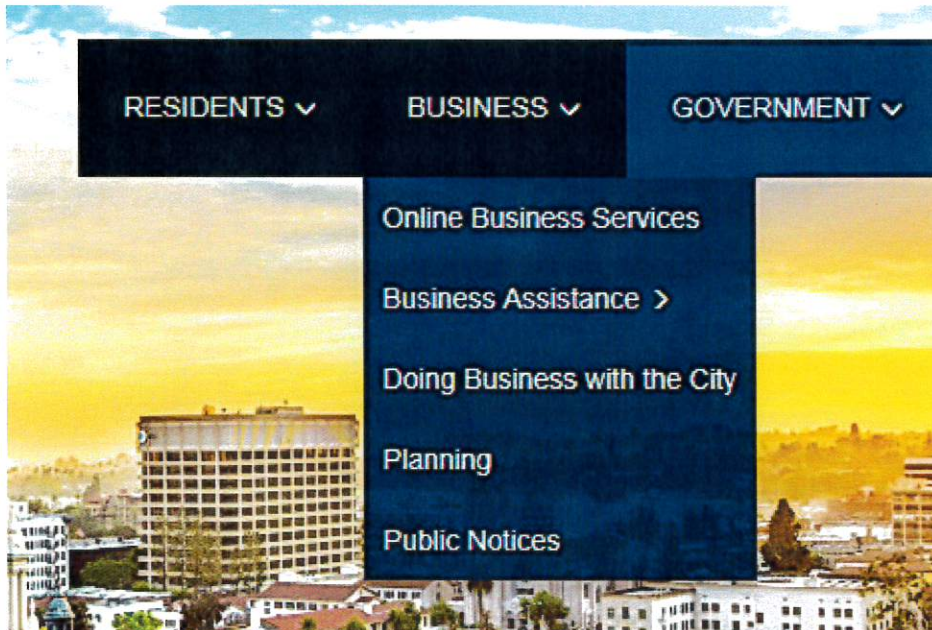 RESIDENTS BUSINESS GOVERNMENT
Online Business Services
Business Assistance >
Doing Business with the City
Planning
Public Notices